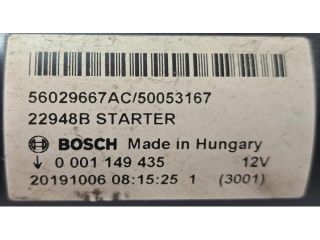 56029667AC/50053167
22948B STARTER
BOSCH Made in Hungary
↓ 0 001 149 435 12V
20191006 08:15:25 1 (3001)